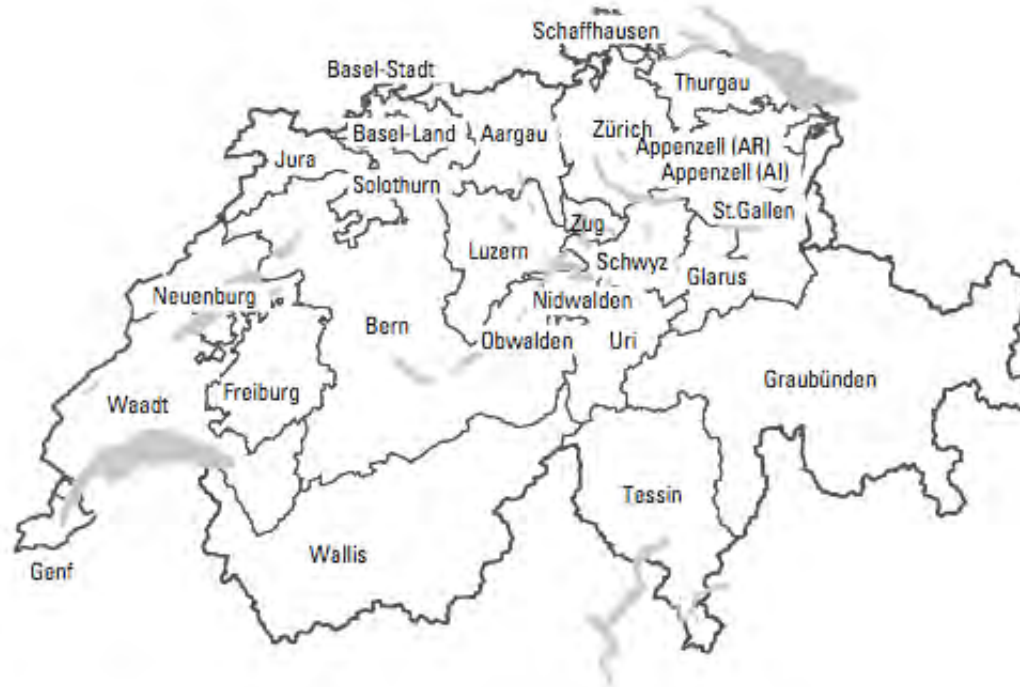 Schaffhausen
Basel-Stadt
Thurgau
Basel-Land
Aargau
Zürich
Appenzell (AR)
Jura
Appenzell (AI)
Solothurn
St.Gallen
Zug
Luzern
Schwyz
Glarus
Neuenburg
Nidwalden
Bern
Obwalden
Uri
Graubünden
Freiburg
Waadt
Tessin
Wallis
Genf